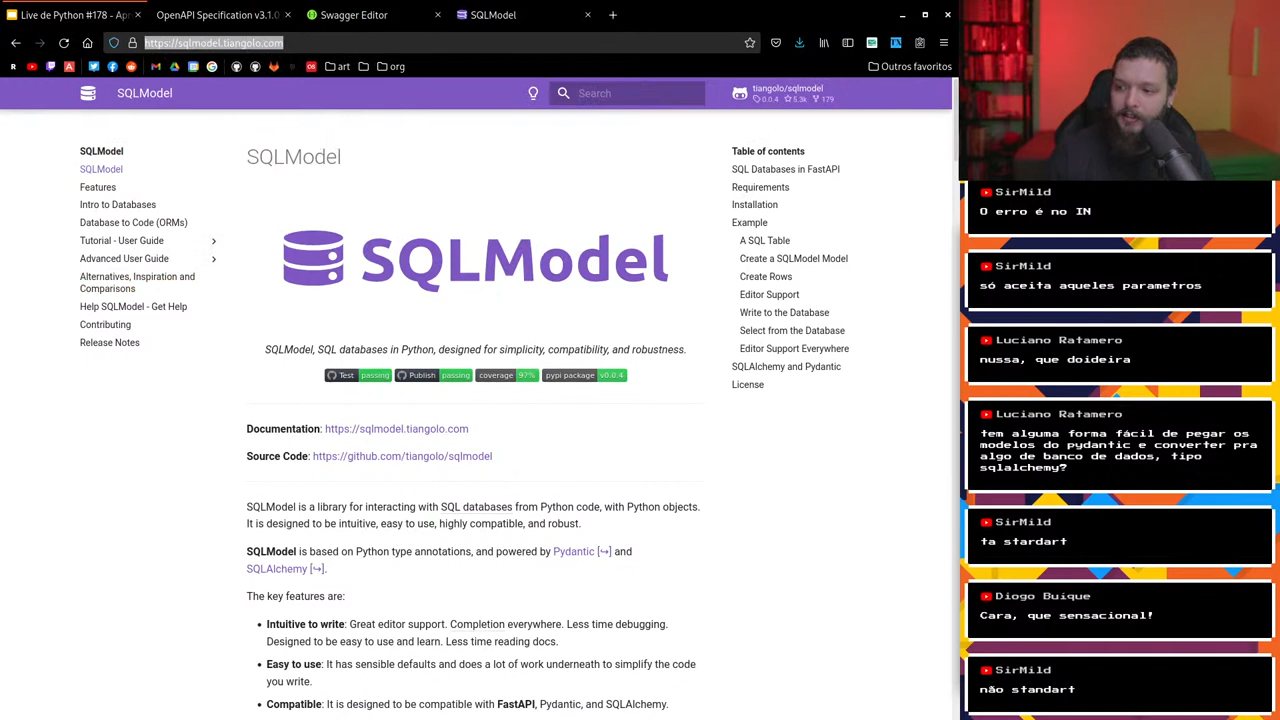 Live de Python #178 - Apr
OpenAPI Specification v3.1.0
Swagger Editor
SQLModel
https://sqlmodel.tiangolo.com
art
org
Outros favoritos
SQLModel
Search
tiangolo/sqlmodel
0.0.4 5.3k 179
SQLModel
SQLModel
Features
Intro to Databases
Database to Code (ORMs)
Tutorial - User Guide
Advanced User Guide
Alternatives, Inspiration and
Comparisons
Help SQLModel - Get Help
Contributing
Release Notes
SQLModel
SQLModel
SQLModel, SQL databases in Python, designed for simplicity, compatibility, and robustness.
Test passing Publish passing coverage 97% pypi package v0.0.4
Documentation: https://sqlmodel.tiangolo.com
Source Code: https://github.com/tiangolo/sqlmodel
SQLModel is a library for interacting with SQL databases from Python code, with Python objects.
It is designed to be intuitive, easy to use, highly compatible, and robust.
SQLModel is based on Python type annotations, and powered by Pydantic [↪] and
SQLAlchemy [↪].
The key features are:
• Intuitive to write: Great editor support. Completion everywhere. Less time debugging.
Designed to be easy to use and learn. Less time reading docs.
• Easy to use: It has sensible defaults and does a lot of work underneath to simplify the code
you write.
• Compatible: It is designed to be compatible with FastAPI, Pydantic, and SQLAlchemy.
Table of contents
SQL Databases in FastAPI
Requirements
Installation
Example
A SQL Table
Create a SQLModel Model
Create Rows
Editor Support
Write to the Database
Select from the Database
Editor Support Everywhere
SQLAlchemy and Pydantic
License
SirMild
O erro é no IN
SirMild
só aceita aqueles parametros
Luciano Ratamero
nussa, que doideira
Luciano Ratamero
tem alguma forma fácil de pegar os
modelos do pydantic e converter pra
algo de banco de dados, tipo
sqlalchemy?
SirMild
ta stardart
Diogo Buique
Cara, que sensacional!
SirMild
não standart